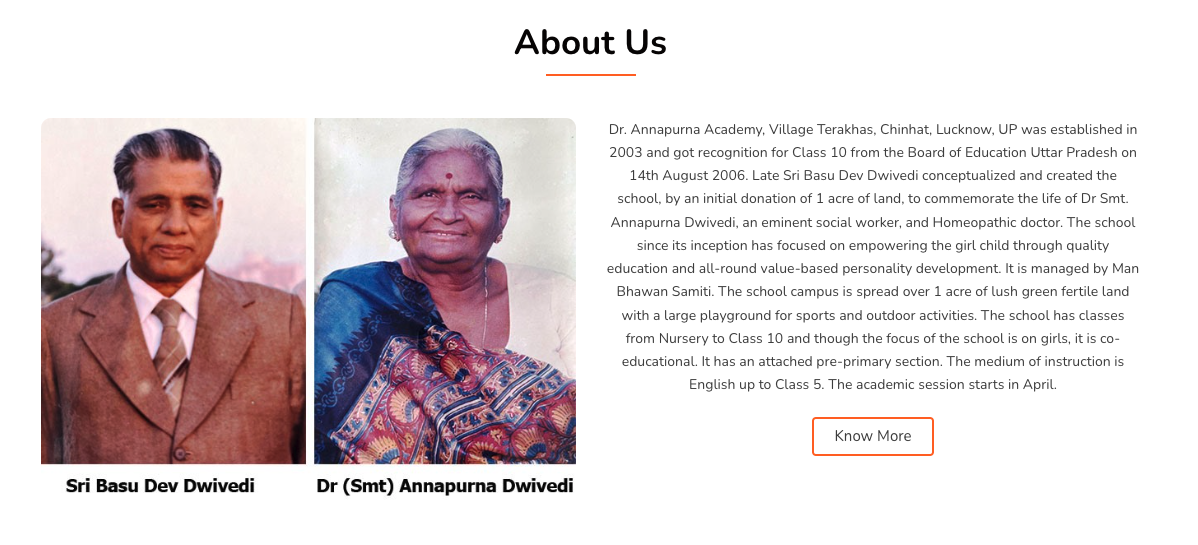 About Us
Dr. Annapurna Academy, Village Terakhas, Chinhat, Lucknow, UP was established in
2003 and got recognition for Class 10 from the Board of Education Uttar Pradesh on
14th August 2006. Late Sri Basu Dev Dwivedi conceptualized and created the
school, by an initial donation of 1 acre of land, to commemorate the life of Dr Smt.
Annapurna Dwivedi, an eminent social worker, and Homeopathic doctor. The school
since its inception has focused on empowering the girl child through quality
education and all-round value-based personality development. It is managed by Man
Bhawan Samiti. The school campus is spread over 1 acre of lush green fertile land
with a large playground for sports and outdoor activities. The school has classes
from Nursery to Class 10 and though the focus of the school is on girls, it is co-
educational. It has an attached pre-primary section. The medium of instruction is
English up to Class 5. The academic session starts in April.
Know More
Sri Basu Dev Dwivedi
Dr (Smt) Annapurna Dwivedi